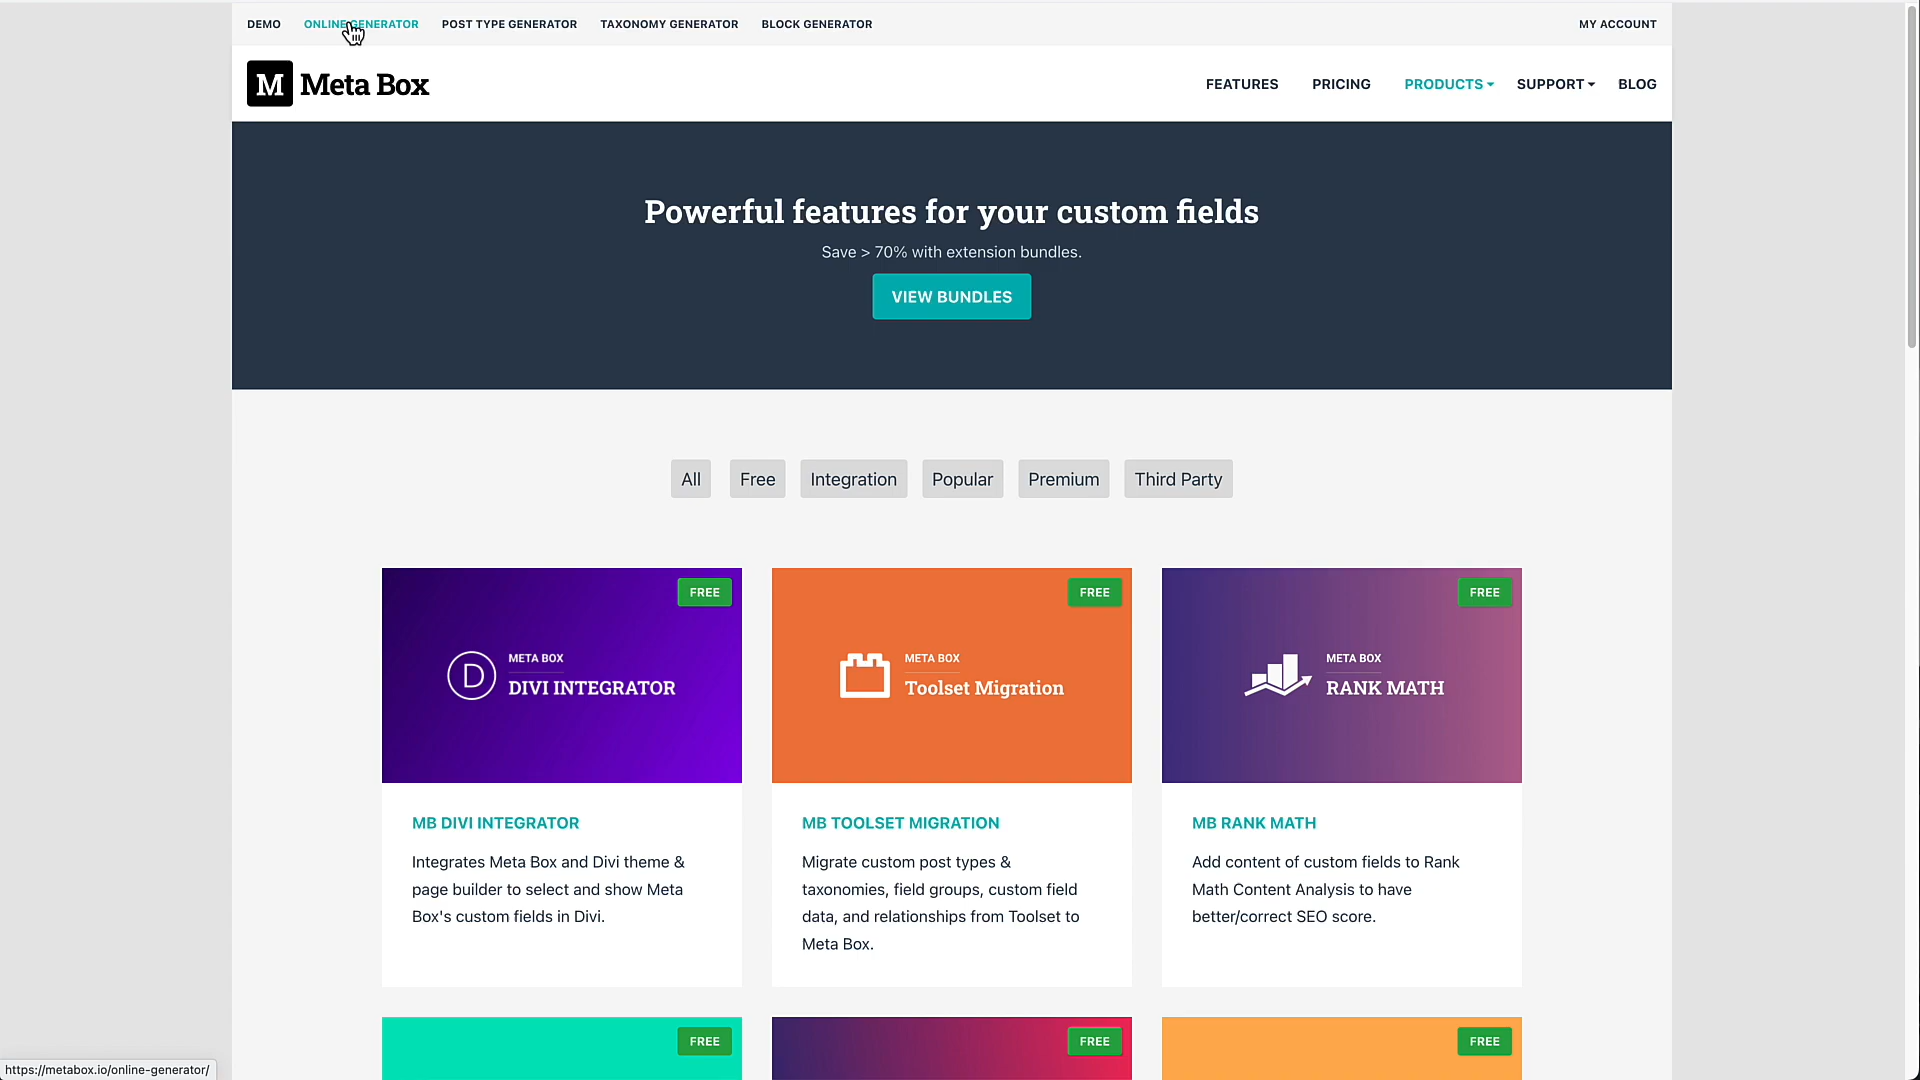 DEMO ONLINE GENERATOR POST TYPE GENERATOR TAXONOMY GENERATOR BLOCK GENERATOR MY ACCOUNT
M Meta Box FEATURES PRICING PRODUCTS SUPPORT BLOG
Powerful features for your custom fields
Save > 70% with extension bundles.
VIEW BUNDLES
All Free Integration Popular Premium Third Party
FREE
D META BOX
DIVI INTEGRATOR
MB DIVI INTEGRATOR
Integrates Meta Box and Divi theme &
page builder to select and show Meta
Box's custom fields in Divi.
FREE
META BOX
Toolset Migration
MB TOOLSET MIGRATION
Migrate custom post types &
taxonomies, field groups, custom field
data, and relationships from Toolset to
Meta Box.
FREE
META BOX
RANK MATH
MB RANK MATH
Add content of custom fields to Rank
Math Content Analysis to have
better/correct SEO score.
FREE
FREE
FREE
https://metabox.io/online-generator/